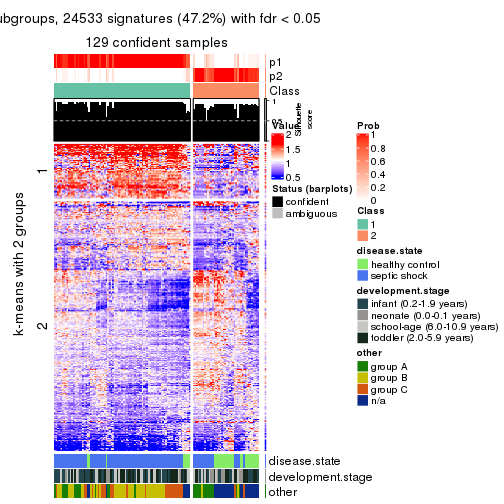 ubgroups, 24533 signatures (47.2%) with fdr < 0.05
129 confident samples
p1
p2
Class
1
Silhouette
score
k-means with 2 groups
1
2
disease.state
development.stage
other
Value
2
1.5
1
0.5
Status (barplots)
confident
ambiguous
Prob
1
0.8
0.6
0.4
0.2
0
Class
1
2
disease.state
healthy control
septic shock
development.stage
infant (0.2-1.9 years)
neonate (0.0-0.1 years)
school-age (6.0-10.9 years)
toddler (2.0-5.9 years)
other
group A
group B
group C
n/a